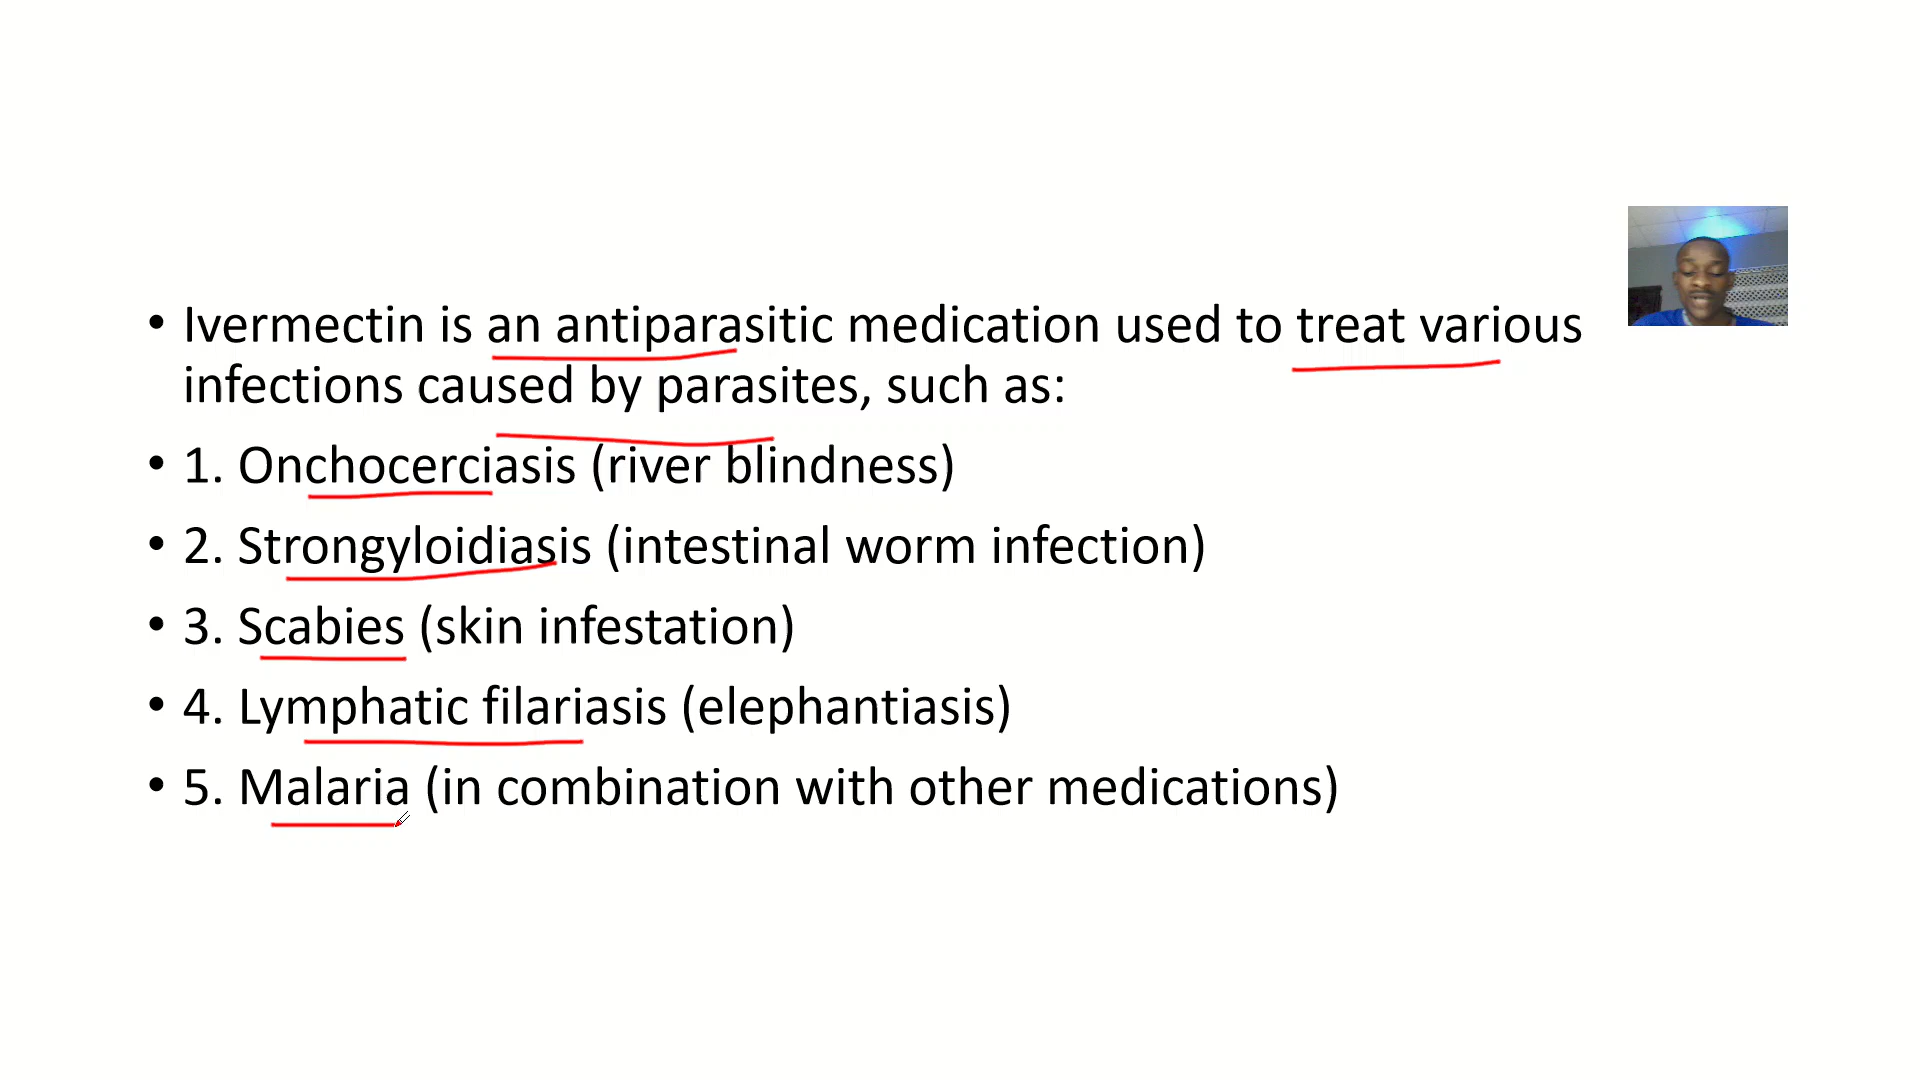 • Ivermectin is an antiparasitic medication used to treat various
infections caused by parasites, such as:
• 1. Onchocerciasis (river blindness)
• 2. Strongyloidiasis (intestinal worm infection)
• 3. Scabies (skin infestation)
• 4. Lymphatic filariasis (elephantiasis)
• 5. Malaria (in combination with other medications)